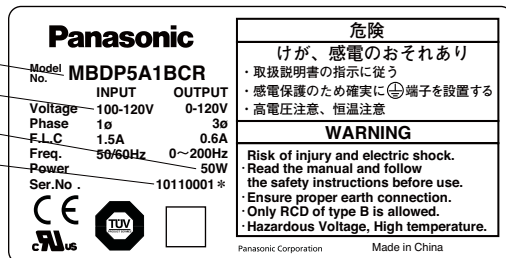 Panasonic
Model No. MBDP5A1BCR
INPUT OUTPUT
Voltage 100-120V 0-120V
Phase 1ø 3ø
F.L.C 1.5A 0.6A
Freq. 50/60Hz 0～200Hz
Power 50W
Ser.No . 10110001＊
CE
TÜV
c RU us
危険
けが、感電のおそれあり
・取扱説明書の指示に従う
・感電保護のため確実に端子を設置する
・高電圧注意、恒温注意
WARNING
Risk of injury and electric shock.
・Read the manual and follow
the safety instructions before use.
・Ensure proper earth connection.
・Only RCD of type B is allowed.
・Hazardous Voltage, High temperature.
Panasonic Corporation Made in China